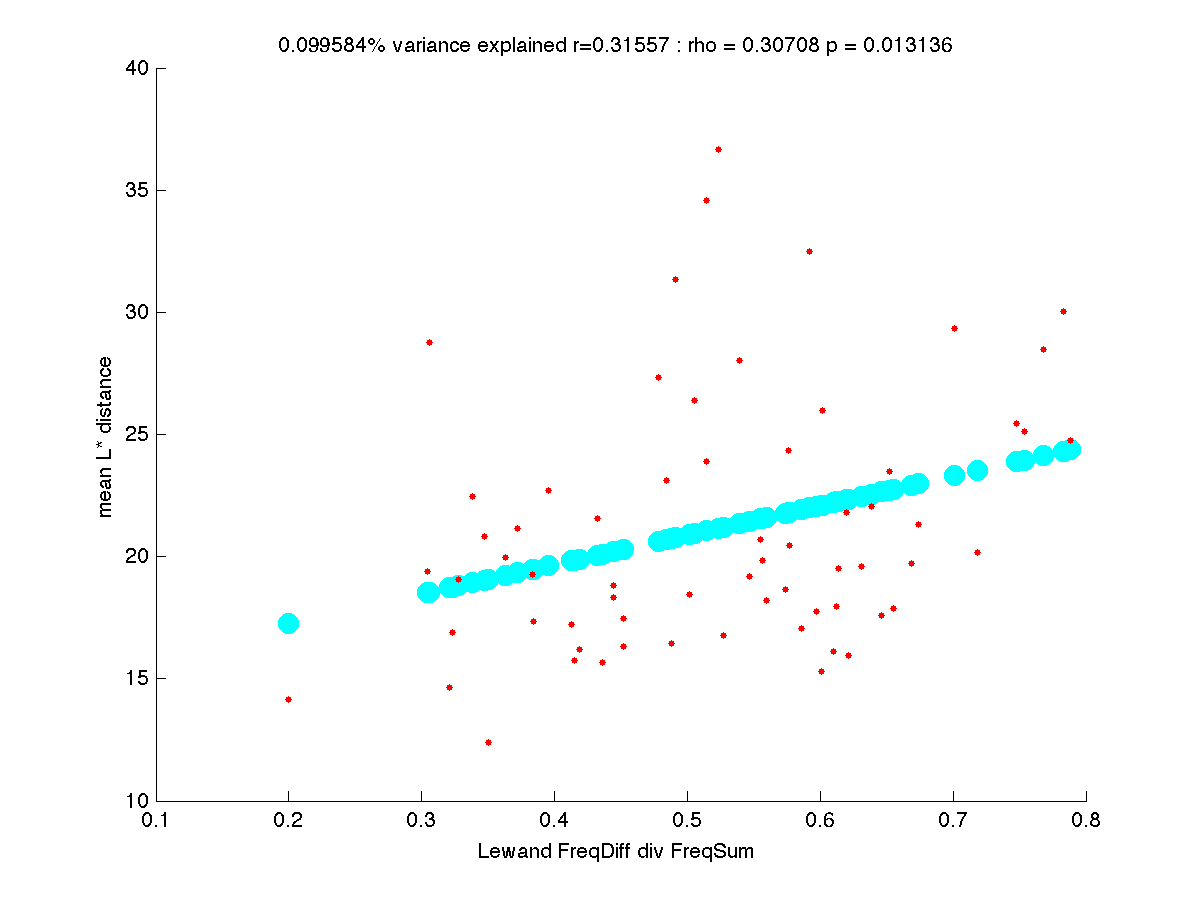 0.099584% variance explained r=0.31557 : rho = 0.30708 p = 0.013136
40
35
30
25
20
15
10
mean L* distance
0.1 0.2 0.3 0.4 0.5 0.6 0.7 0.8
Lewand FreqDiff div FreqSum